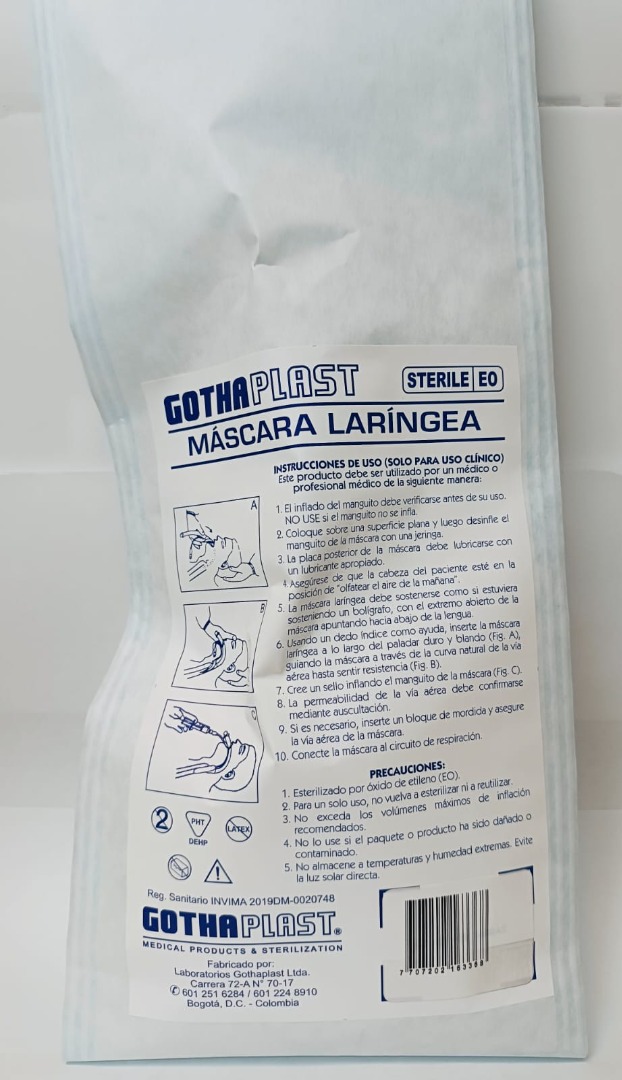 GOTHAPLAST
STERILE EO
MÁSCARA LARÍNGEA
INSTRUCCIONES DE USO (SOLO PARA USO CLÍNICO)
Este producto debe ser utilizado por un médico o
profesional médico de la siguiente manera:
1. El inflado del manguito debe verificarse antes de su uso.
NO USE si el manguito no se infla.
2. Coloque sobre una superficie plana y luego desinfle el
manguito de la máscara con una jeringa.
3. La placa posterior de la máscara debe lubricarse con
un lubricante apropiado.
4. Asegúrese de que la cabeza del paciente esté en la
posición de "olfatear el aire de la mañana".
5. La máscara laríngea debe sostenerse como si estuviera
sosteniendo un bolígrafo, con el extremo abierto de la
máscara apuntando hacia abajo de la lengua.
6. Usando un dedo índice como ayuda, inserte la máscara
laríngea a lo largo del paladar duro y blando (Fig. A),
guiando la máscara a través de la curva natural de la vía
aérea hasta sentir resistencia (Fig. B).
7. Cree un sello inflando el manguito de la máscara (Fig. C).
8. La permeabilidad de la vía aérea debe confirmarse
mediante auscultación.
9. Si es necesario, inserte un bloque de mordida y asegure
la vía aérea de la máscara.
10. Conecte la máscara al circuito de respiración.
A
B
C
PRECAUCIONES:
1. Esterilizado por óxido de etileno (EO).
2. Para un solo uso, no vuelva a esterilizar ni a reutilizar.
3. No exceda los volúmenes máximos de inflación
recomendados.
4. No lo use si el paquete o producto ha sido dañado o
contaminado.
5. No almacene a temperaturas y humedad extremas. Evite
la luz solar directa.
2
PHT
DEHP
LATEX
Reg. Sanitario INVIMA 2019DM-0020748
GOTHAPLAST®
MEDICAL PRODUCTS & STERILIZATION
Fabricado por:
Laboratorios Gothaplast Ltda.
Carrera 72-A N° 70-17
601 251 6284 / 601 224 8910
Bogotá, D.C. - Colombia
7 707202 163398